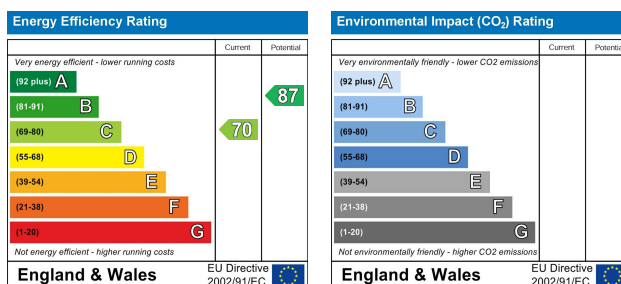 Energy Efficiency Rating
Current Potential
Very energy efficient - lower running costs
(92 plus) A
(81-91) B
87
(69-80) C
70
(55-68) D
(39-54) E
(21-38) F
(1-20) G
Not energy efficient - higher running costs
England & Wales
EU Directive
2002/91/EC
Environmental Impact (CO₂) Rating
Current Potential
Very environmentally friendly - lower CO2 emissions
(92 plus) A
(81-91) B
(69-80) C
(55-68) D
(39-54) E
(21-38) F
(1-20) G
Not environmentally friendly - higher CO2 emissions
England & Wales
EU Directive
2002/91/EC